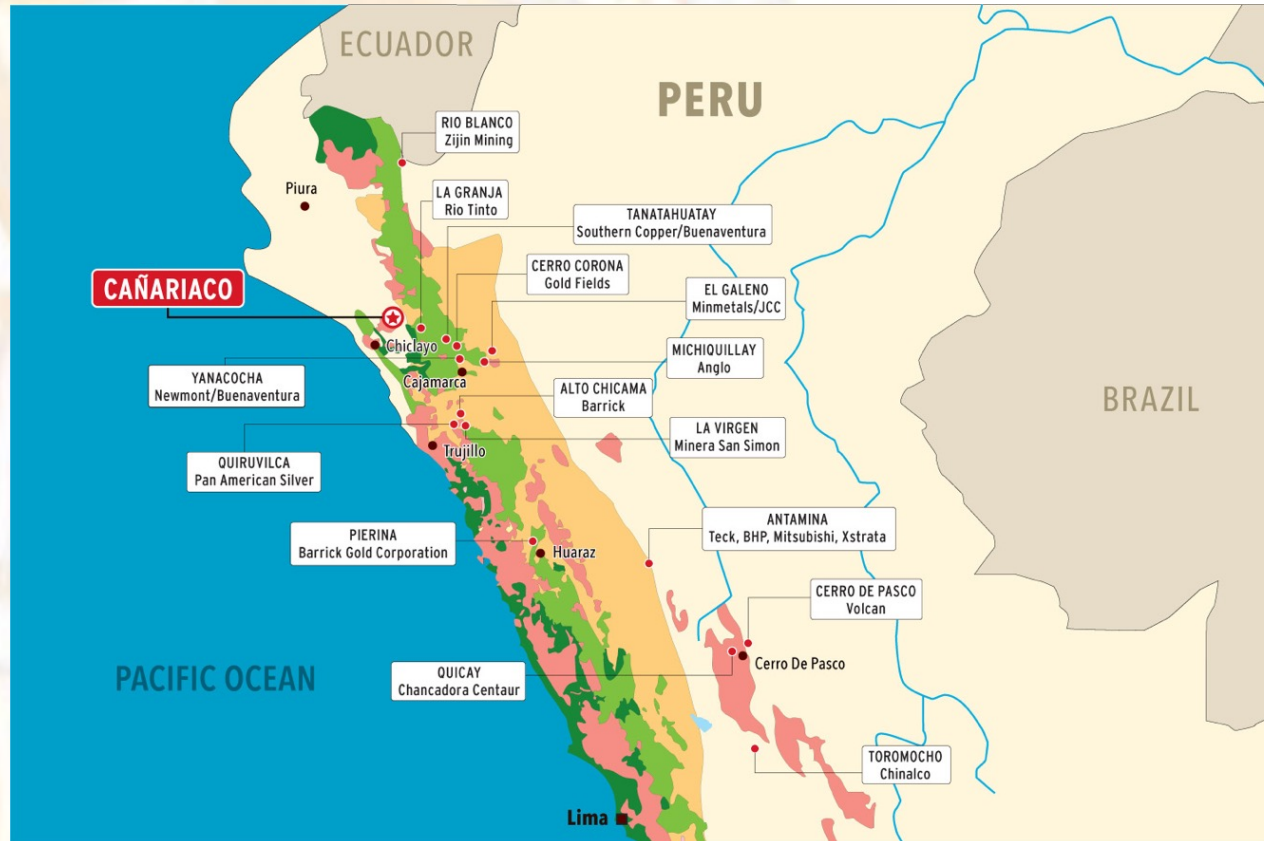 ECUADOR
PERU
RIO BLANCO
Zijin Mining
Piura
LA GRANJA
Rio Tinto
TANATAHUATAY
Southern Copper/Buenaventura
CERRO CORONA
Gold Fields
EL GALENO
Minmetals/JCC
CAÑARIACO
Chiclayo
MICHIQUILLAY
Anglo
YANACOCHA
Newmont/Buenaventura
Cajamarca
ALTO CHICAMA
Barrick
BRAZIL
LA VIRGEN
Minera San Simon
Trujillo
QUIRUVILCA
Pan American Silver
PIERINA
Barrick Gold Corporation
Huaraz
ANTAMINA
Teck, BHP, Mitsubishi, Xstrata
CERRO DE PASCO
Volcan
Cerro De Pasco
PACIFIC OCEAN
QUICAY
Chancadora Centaur
TOROMOCHO
Chinalco
Lima